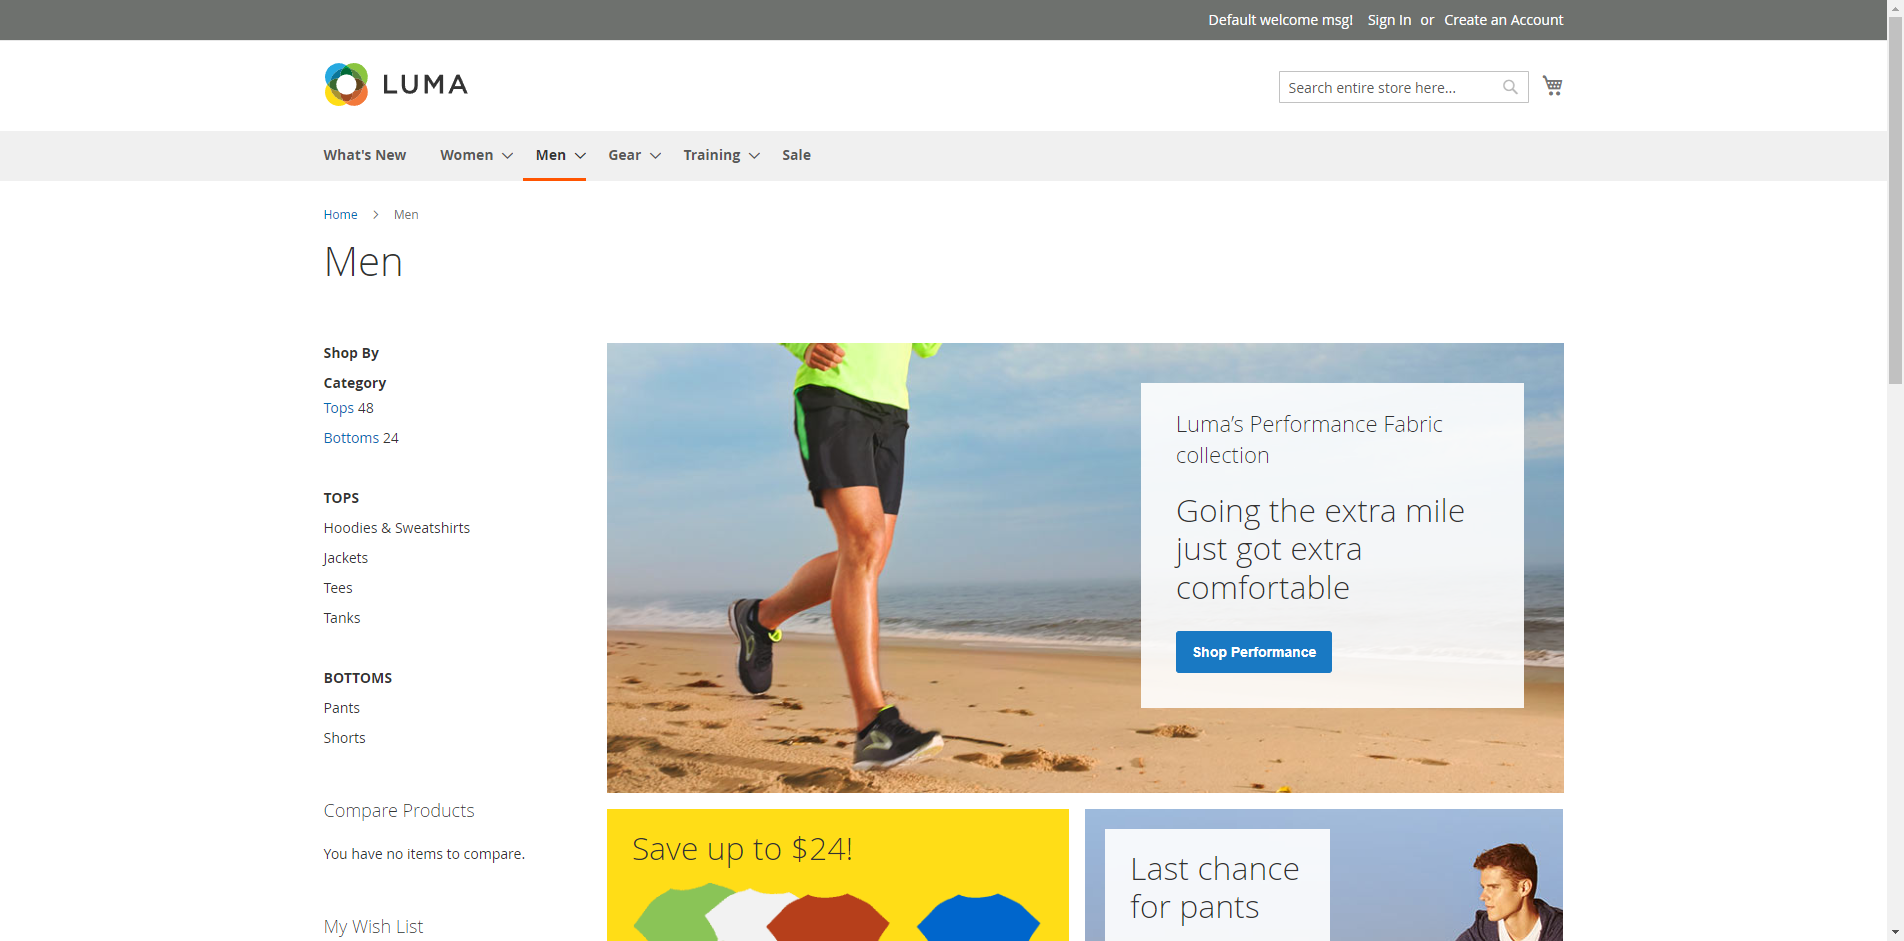 Default welcome msg! Sign In or Create an Account
LUMA
Search entire store here...
What's New Women Men Gear Training Sale
Home Men
Men
Shop By
Category
Tops 48
Bottoms 24
TOPS
Hoodies & Sweatshirts
Jackets
Tees
Tanks
BOTTOMS
Pants
Shorts
Compare Products
You have no items to compare.
My Wish List
Luma’s Performance Fabric
collection
Going the extra mile
just got extra
comfortable
Shop Performance
Save up to $24!
Last chance
for pants